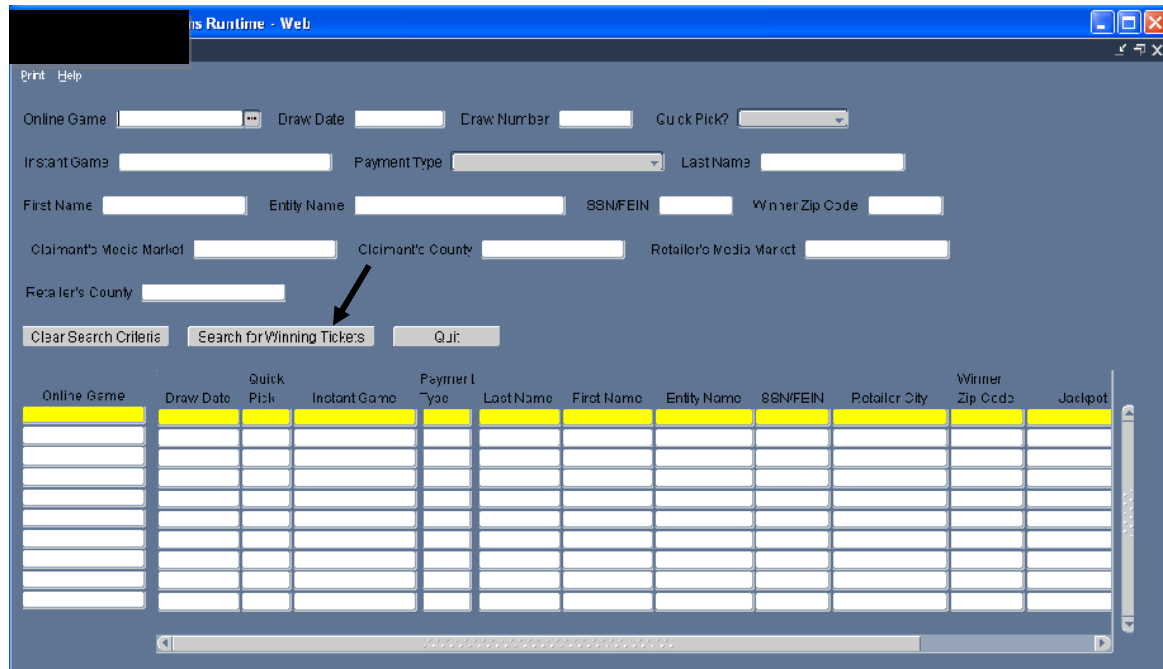 ns Runtime - Web
Print Help
Online Game Draw Date Draw Number Quick Pick?
Instant Game Payment Type Last Name
First Name Entity Name SSN/FEIN Winner Zip Code
Claimant's Media Market Claimant's County Retailer's Media Market
Retailer's County
Clear Search Criteria Search for Winning Tickets Quit
Online Game Draw Date Quick Pick Instant Game Payment Type Last Name First Name Entity Name SSN/FEIN Retailer City Winner Zip Code Jackpot